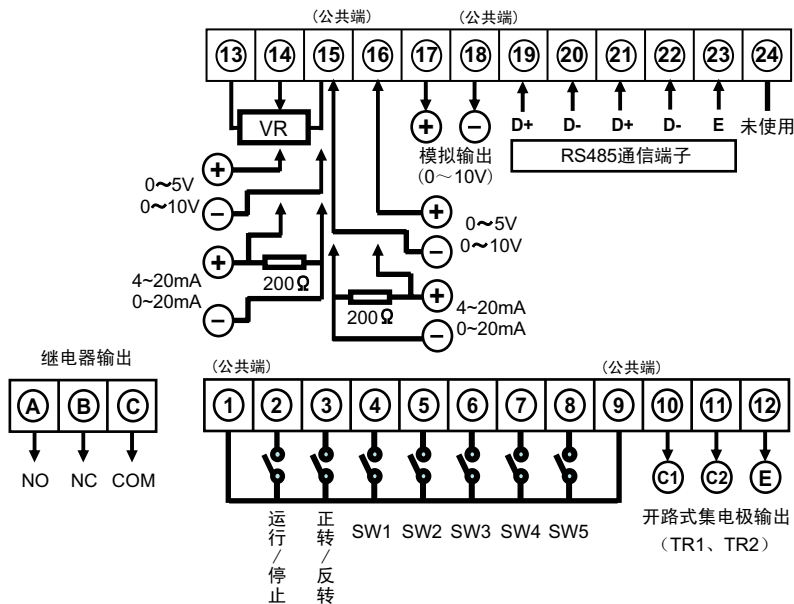 (公共端) (公共端)
13 14 15 16 17 18 19 20 21 22 23 24
VR
D+ D- D+ D- E 未使用
模拟输出
(0～10V)
RS485通信端子
+ −
0～5V
0～10V
+
−
0～5V
0～10V
+
−
4~20mA
0~20mA
200Ω
+
−
200Ω
4~20mA
0~20mA
+
−
继电器输出
A B C
NO NC COM
(公共端) (公共端)
1 2 3 4 5 6 7 8 9 10 11 12
C1 C2 E
运行/停止
正转/反转
SW1 SW2 SW3 SW4 SW5
开路式集电极输出
（TR1、TR2）